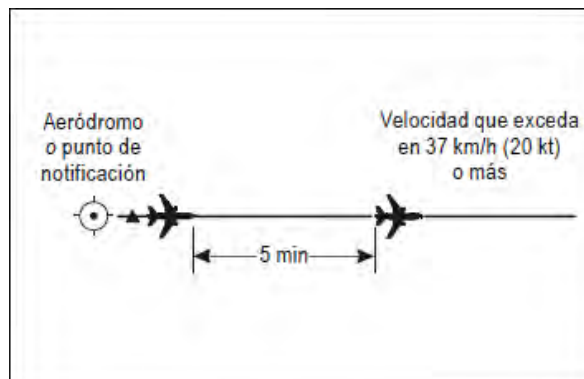 Aeródromo
o punto de
notificación
Velocidad que exceda
en 37 km/h (20 kt)
o más
5 min